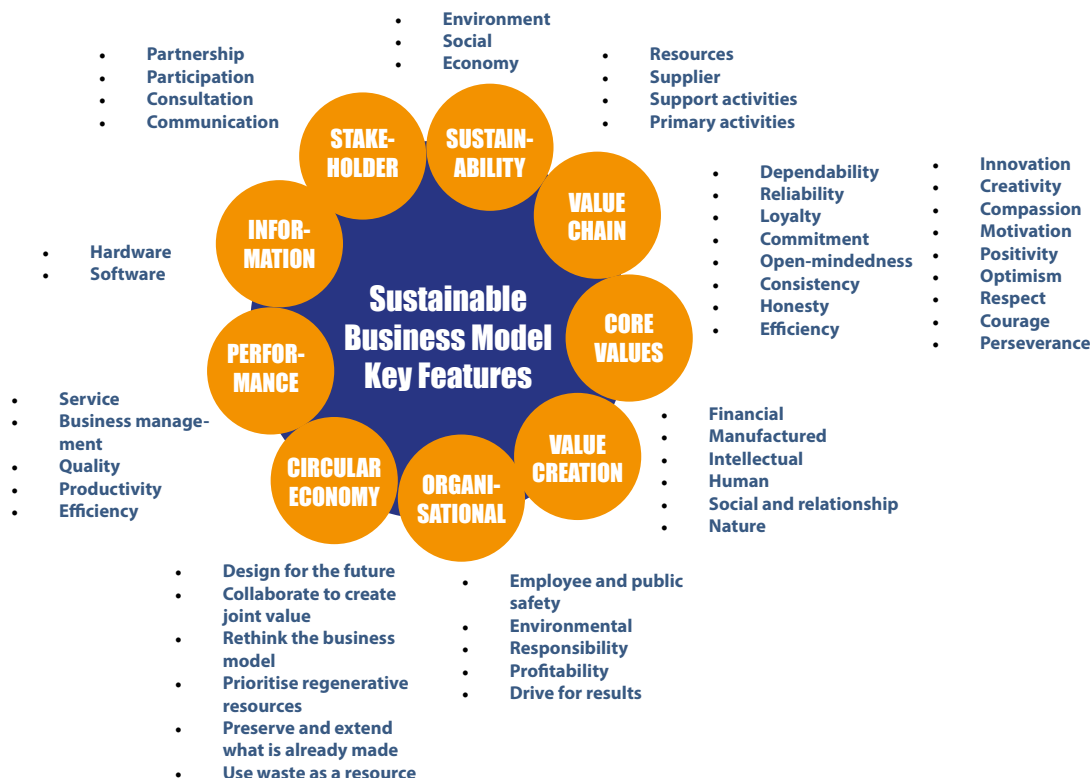 Environment
Social
Economy
Partnership
Participation
Consultation
Communication
Resources
Supplier
Support activities
Primary activities
STAKE-
HOLDER
SUSTAIN-
ABILITY
VALUE
CHAIN
Dependability
Reliability
Loyalty
Commitment
Open-mindedness
Consistency
Honesty
Efficiency
Innovation
Creativity
Compassion
Motivation
Positivity
Optimism
Respect
Courage
Perseverance
INFOR-
MATION
Hardware
Software
Sustainable
Business Model
Key Features
CORE
VALUES
PERFOR-
MANCE
Service
Business manage-
ment
Quality
Productivity
Efficiency
VALUE
CREATION
Financial
Manufactured
Intellectual
Human
Social and relationship
Nature
CIRCULAR
ECONOMY
ORGANI-
SATIONAL
Design for the future
Collaborate to create
joint value
Rethink the business
model
Prioritise regenerative
resources
Preserve and extend
what is already made
Use waste as a resource
Employee and public
safety
Environmental
Responsibility
Profitability
Drive for results